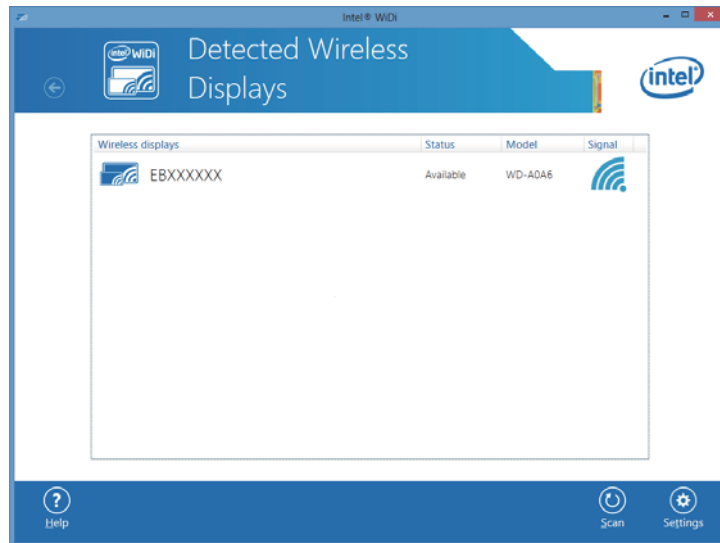 Intel® WiDi
intel WiDi
Detected Wireless
Displays
intel
Wireless displays Status Model Signal
EBXXXXXX Available WD-A0A6
?
Help
Scan
Settings